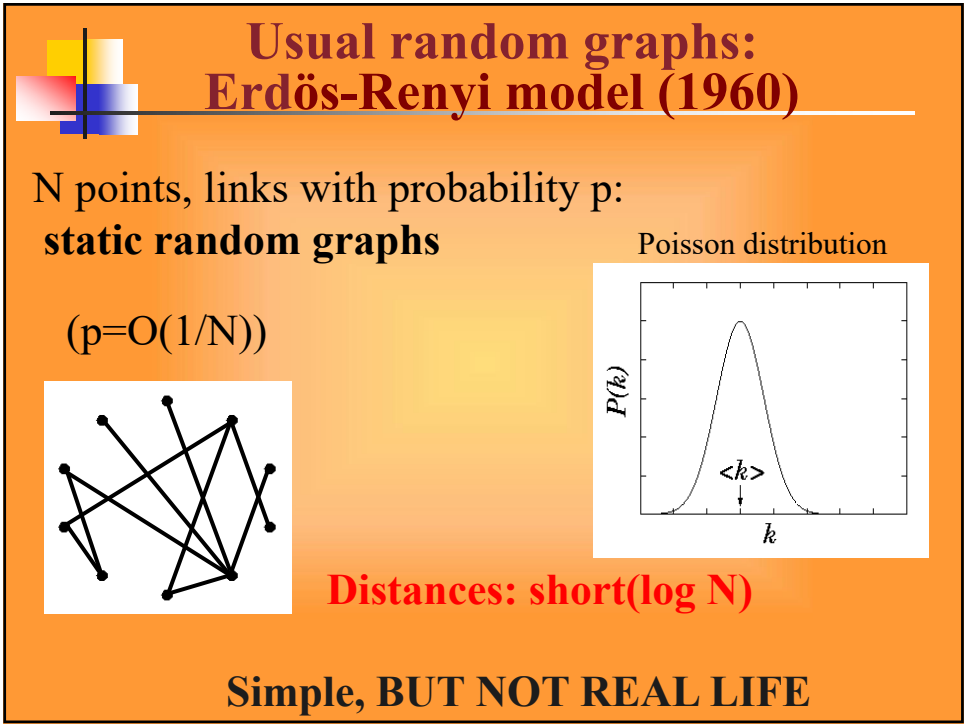 Usual random graphs:
Erdös-Renyi model (1960)
N points, links with probability p:
static random graphs
Poisson distribution
(p=O(1/N))
P(k)
<k>
k
Distances: short(log N)
Simple, BUT NOT REAL LIFE